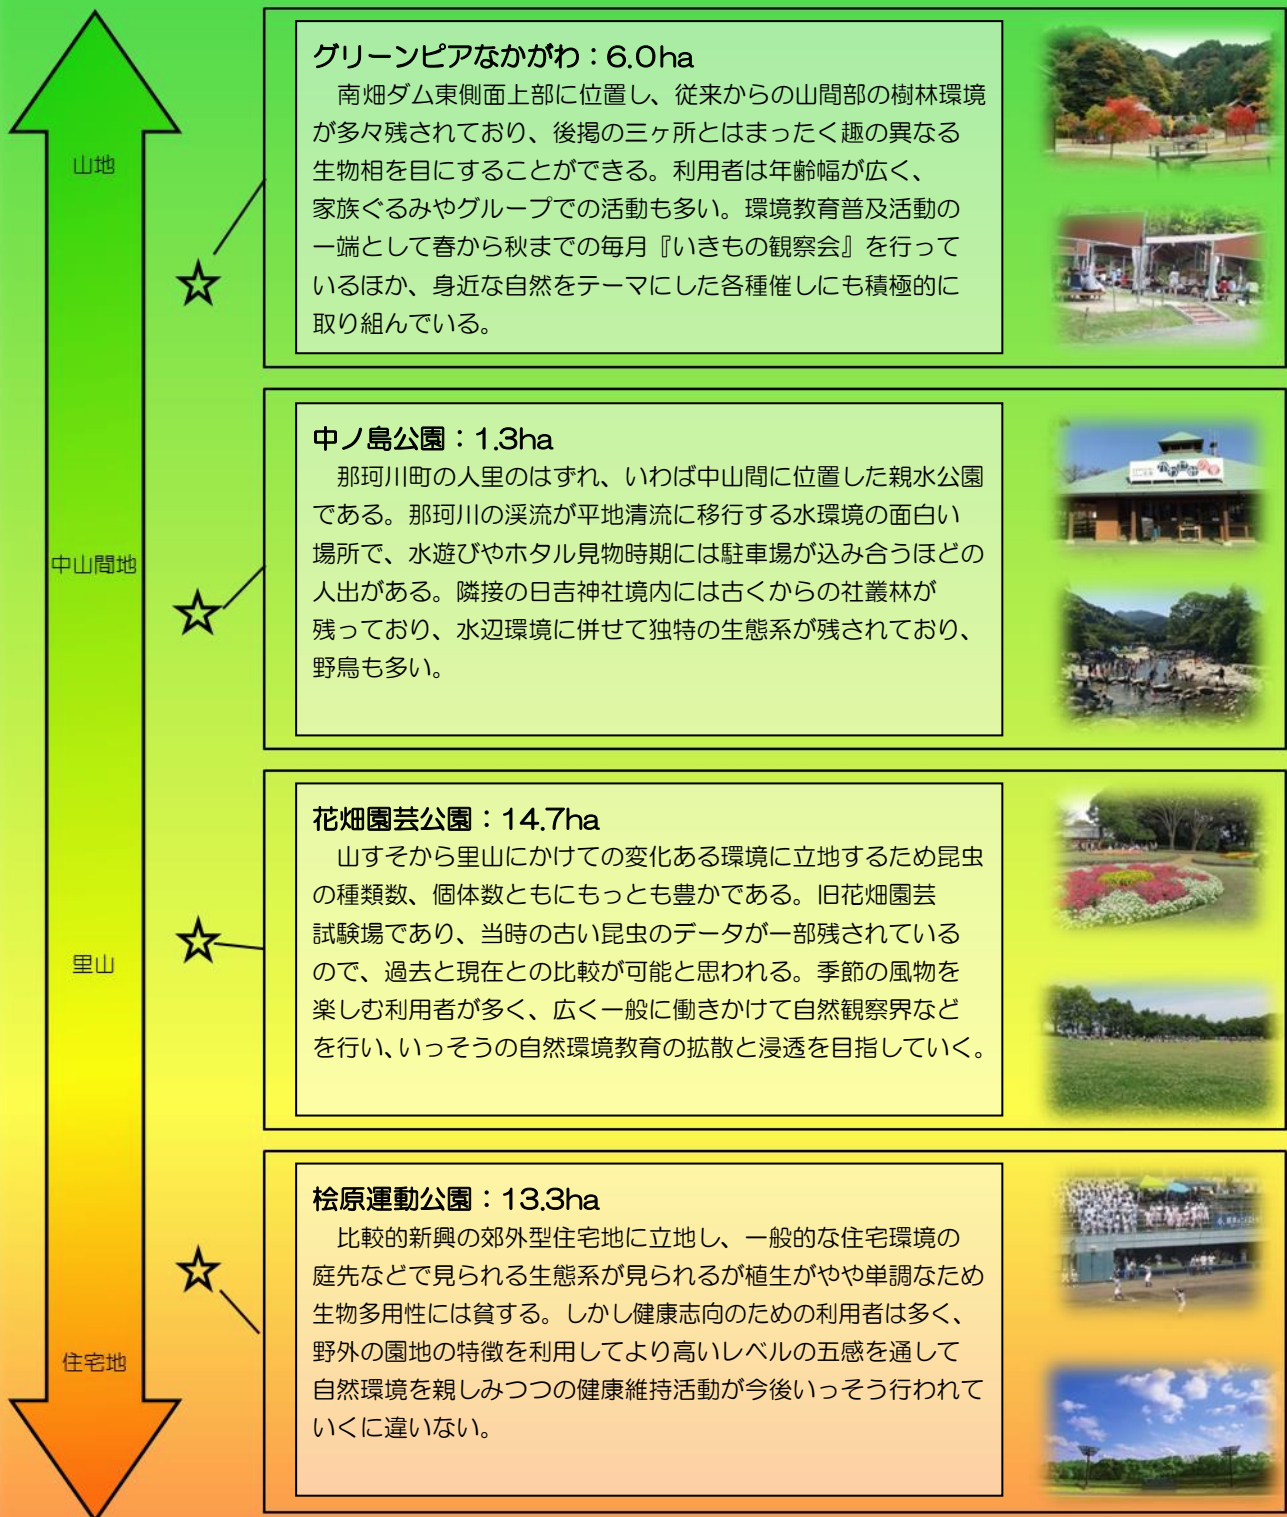 山地
グリーンピアなかがわ：6.0ha
南畑ダム東側面上部に位置し、従来からの山間部の樹林環境
が多々残されており、後掲の三ヶ所とはまったく趣の異なる
生物相を目にすることができる。利用者は年齢幅が広く、
家族ぐるみやグループでの活動も多い。環境教育普及活動の
一端として春から秋までの毎月『いきもの観察会』を行って
いるほか、身近な自然をテーマにした各種催しにも積極的に
取り組んでいる。
中山間地
中ノ島公園：1.3ha
那珂川町の人里のはずれ、いわば中山間に位置した親水公園
である。那珂川の渓流が平地清流に移行する水環境の面白い
場所で、水遊びやホタル見物時期には駐車場が込み合うほどの
人出がある。隣接の日吉神社境内には古くからの社叢林が
残っており、水辺環境に併せて独特の生態系が残されており、
野鳥も多い。
里山
花畑園芸公園：14.7ha
山すそから里山にかけての変化ある環境に立地するため昆虫
の種類数、個体数ともにもっとも豊かである。旧花畑園芸
試験場であり、当時の古い昆虫のデータが一部残されている
ので、過去と現在との比較が可能と思われる。季節の風物を
楽しむ利用者が多く、広く一般に働きかけて自然観察界など
を行い、いっそうの自然環境教育の拡散と浸透を目指していく。
住宅地
桧原運動公園：13.3ha
比較的新興の郊外型住宅地に立地し、一般的な住宅環境の
庭先などで見られる生態系が見られるが植生がやや単調なため
生物多用性には貧する。しかし健康志向のための利用者は多く、
野外の園地の特徴を利用してより高いレベルの五感を通して
自然環境を親しみつつの健康維持活動が今後いっそう行われて
いくに違いない。